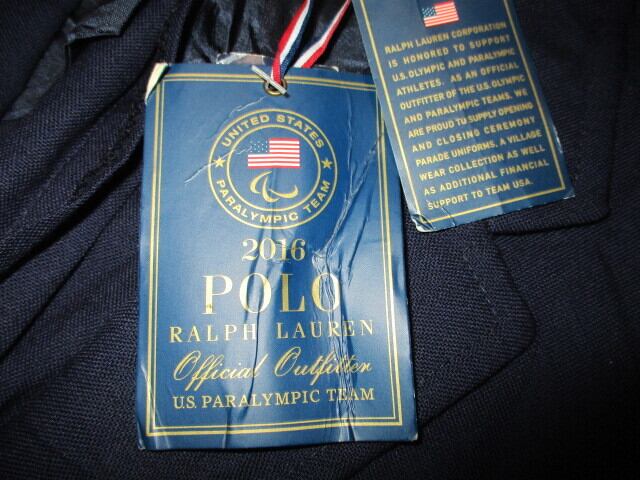 UNITED STATES
PARALYMPIC TEAM
2016
POLO
RALPH LAUREN
Official Outfitter
U.S. PARALYMPIC TEAM
RALPH LAUREN CORPORATION
IS HONORED TO SUPPORT
U.S. OLYMPIC AND PARALYMPIC
ATHLETES. AS AN OFFICIAL
OUTFITTER OF THE U.S. OLYMPIC
AND PARALYMPIC TEAMS, WE
ARE PROUD TO SUPPLY OPENING
AND CLOSING CEREMONY
PARADE UNIFORMS, A VILLAGE
WEAR COLLECTION AS WELL
AS ADDITIONAL FINANCIAL
SUPPORT TO TEAM USA.